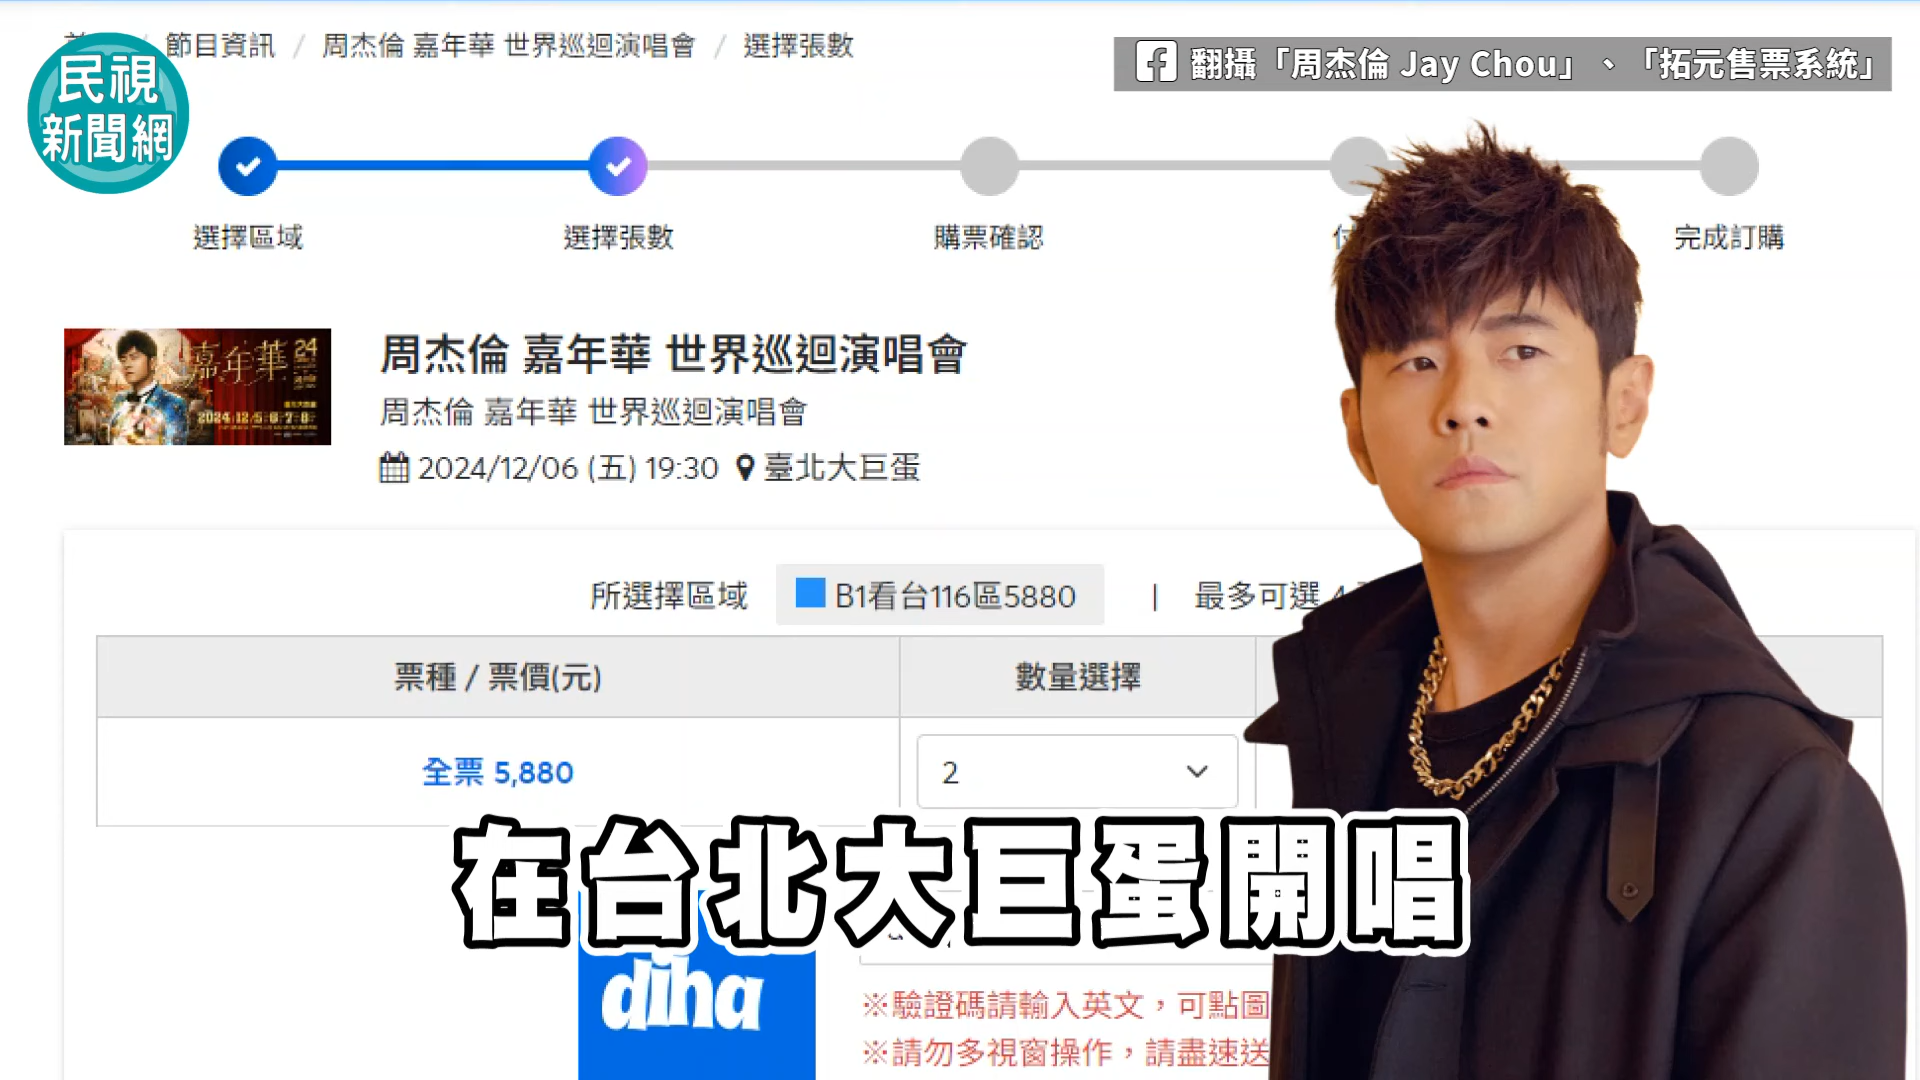 民視
新聞網
節目資訊 / 周杰倫 嘉年華 世界巡迴演唱會 / 選擇張數
翻攝「周杰倫 Jay Chou」、「拓元售票系統」
選擇區域
選擇張數
購票確認
付
完成訂購
嘉年華 24
周杰倫 嘉年華 世界巡迴演唱會
周杰倫 嘉年華 世界巡迴演唱會
2024/12/06 (五) 19:30 臺北大巨蛋
所選擇區域 B1看台116區5880 | 最多可選 4
票種 / 票價(元)
數量選擇
全票 5,880
2
在台北大巨蛋開唱
diha
※驗證碼請輸入英文，可點圖
※請勿多視窗操作，請盡速送